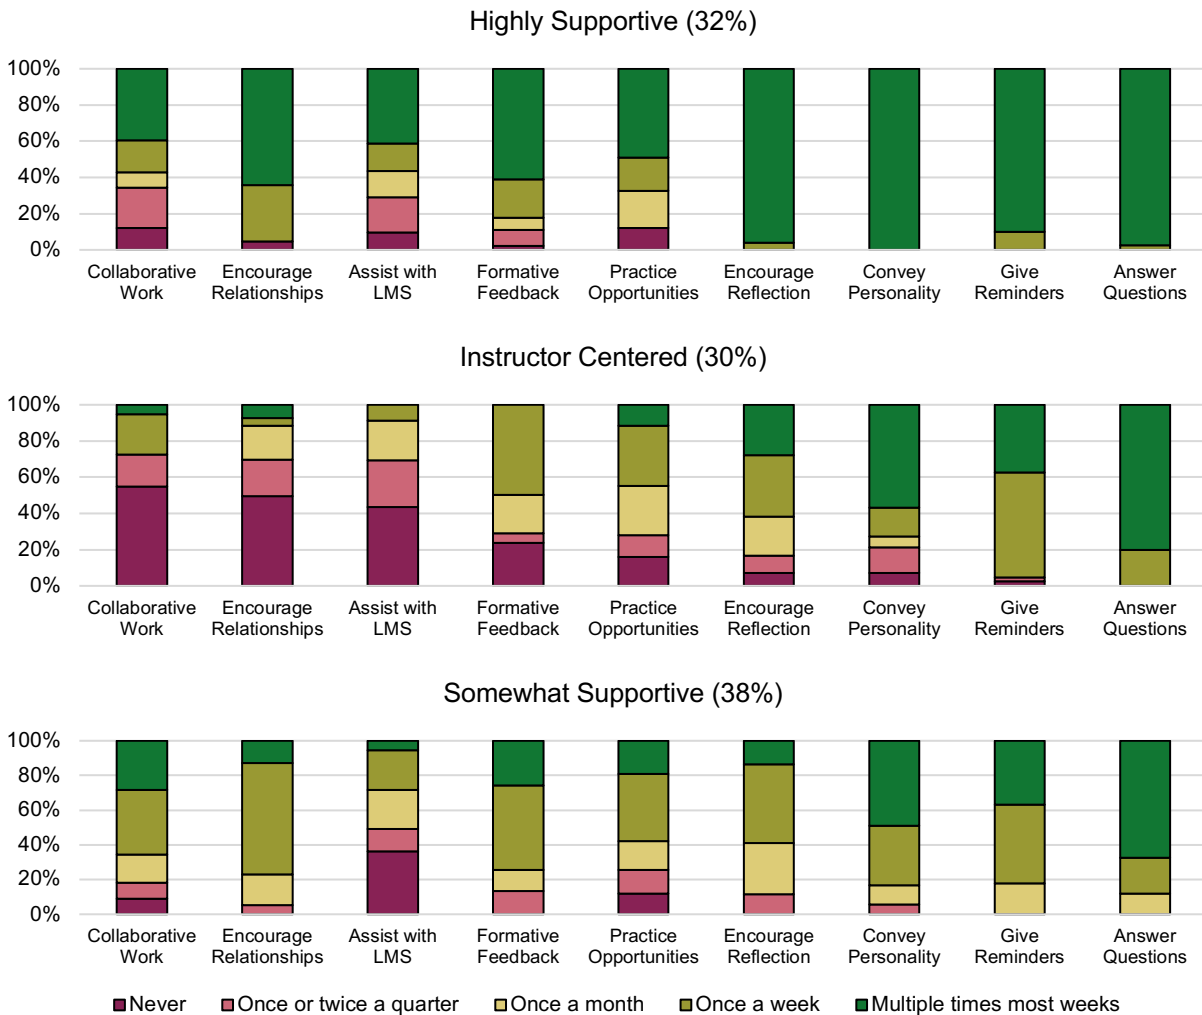 Highly Supportive (32%)
100%
80%
60%
40%
20%
0%
Collaborative Work
Encourage Relationships
Assist with LMS
Formative Feedback
Practice Opportunities
Encourage Reflection
Convey Personality
Give Reminders
Answer Questions
Instructor Centered (30%)
100%
80%
60%
40%
20%
0%
Collaborative Work
Encourage Relationships
Assist with LMS
Formative Feedback
Practice Opportunities
Encourage Reflection
Convey Personality
Give Reminders
Answer Questions
Somewhat Supportive (38%)
100%
80%
60%
40%
20%
0%
Collaborative Work
Encourage Relationships
Assist with LMS
Formative Feedback
Practice Opportunities
Encourage Reflection
Convey Personality
Give Reminders
Answer Questions
Never
Once or twice a quarter
Once a month
Once a week
Multiple times most weeks